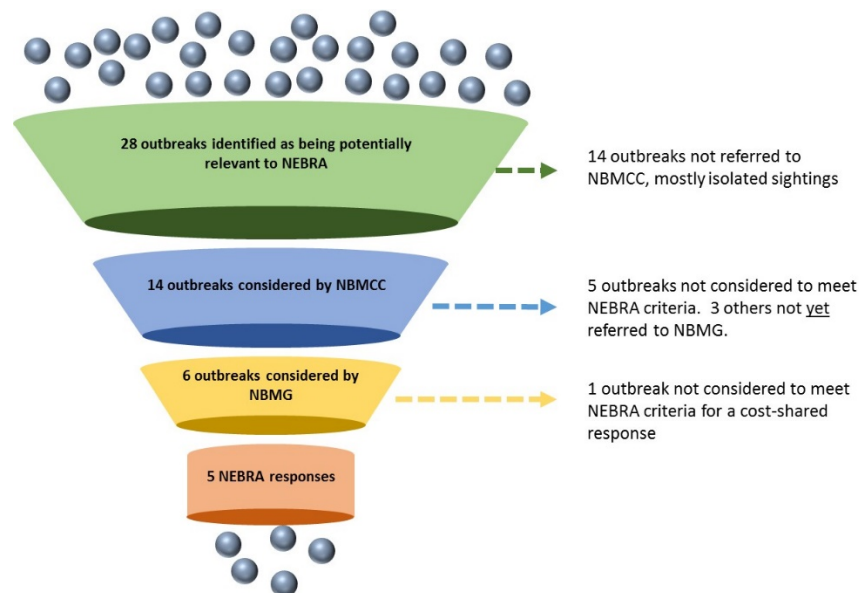 28 outbreaks identified as being potentially
relevant to NEBRA
14 outbreaks not referred to
NBMCC, mostly isolated sightings
14 outbreaks considered by NBMCC
5 outbreaks not considered to meet
NEBRA criteria.  3 others not yet
referred to NBMG.
6 outbreaks considered by
NBMG
1 outbreak not considered to meet
NEBRA criteria for a cost-shared
response
5 NEBRA responses